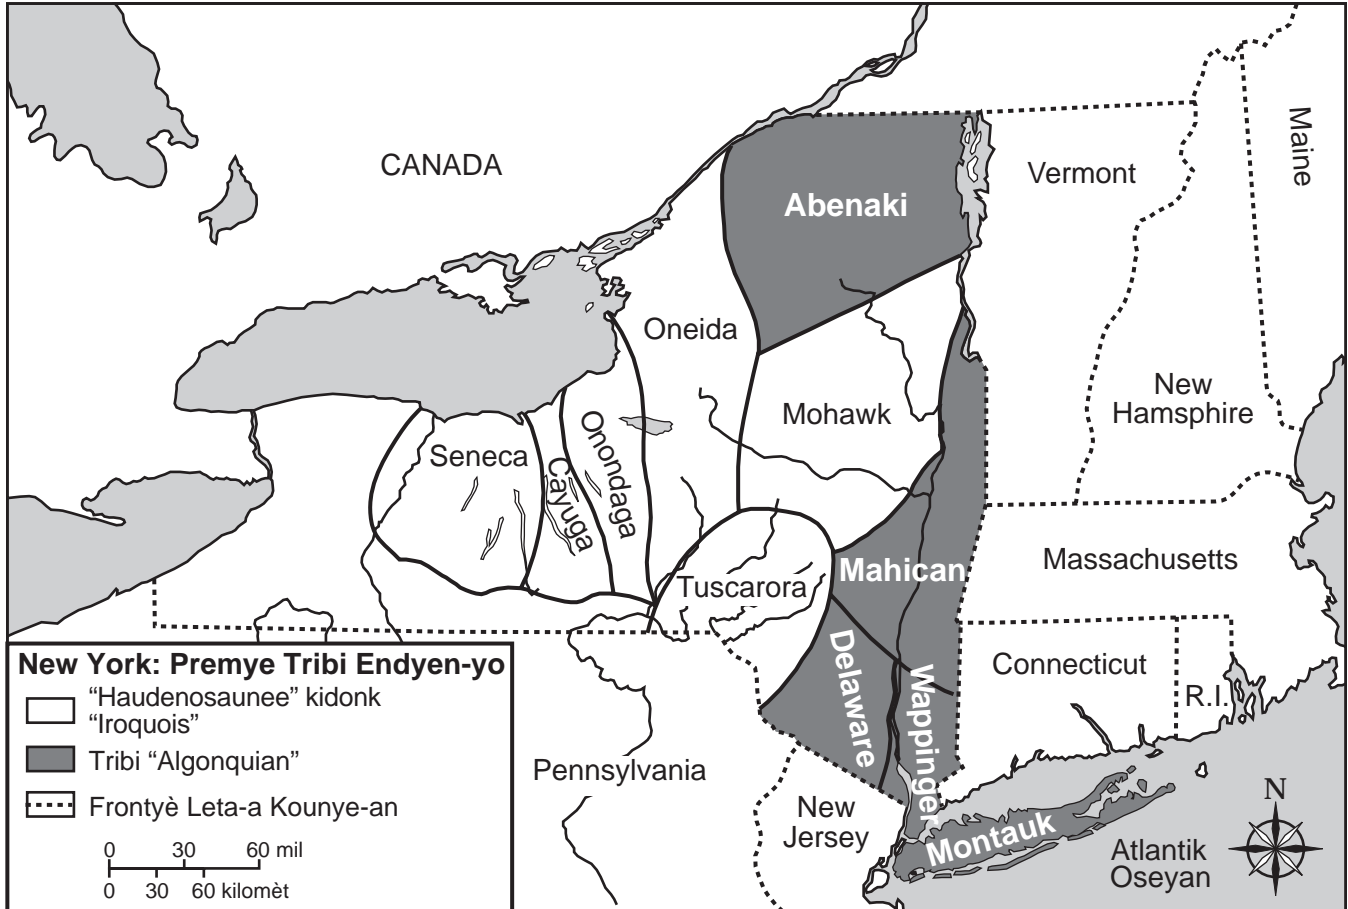 CANADA
Maine
Vermont
Abenaki
Oneida
New
Hamsphire
Mohawk
Onondaga
Seneca
Cayuga
Massachusetts
Mahican
Tuscarora
Delaware
Wappinger
Connecticut
R.I.
Pennsylvania
New
Jersey
Montauk
Atlantik
Oseyan
N
New York: Premye Tribi Endyen-yo
“Haudenosaunee” kidonk
“Iroquois”
Tribi “Algonquian”
Frontyè Leta-a Kounye-an
0 30 60 mil
0 30 60 kilomèt